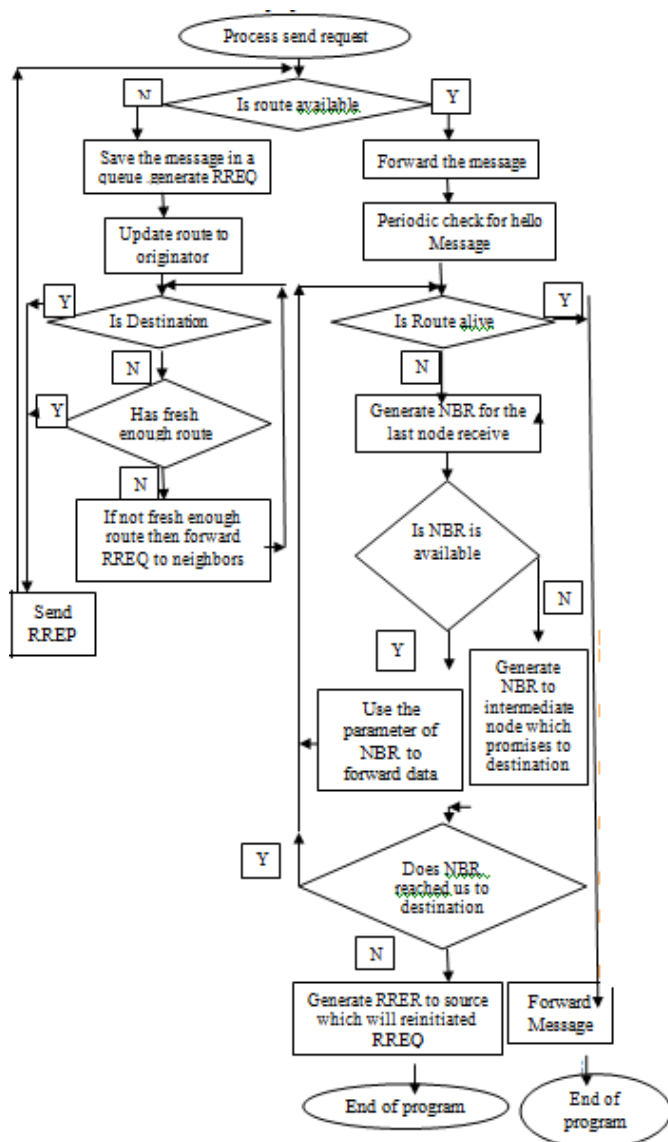 Process send request
Is route available
N
Y
Save the message in a
queue .generate RREQ
Forward the message
Update route to
originator
Periodic check for hello
Message
Y
Is Destination
Is Route alive
Y
N
N
Y
Has fresh
enough route
Generate NBR for the
last node receive
N
If not fresh enough
route then forward
RREQ to neighbors
Is NBR is
available
N
Send
RREP
Y
Generate
NBR to
intermediate
node which
promises to
destination
Use the
parameter of
NBR to
forward data
Y
Does NBR
reached us to
destination
N
Generate RRER to source
which will reinitiated
RREQ
Forward
Message
End of program
End of
program